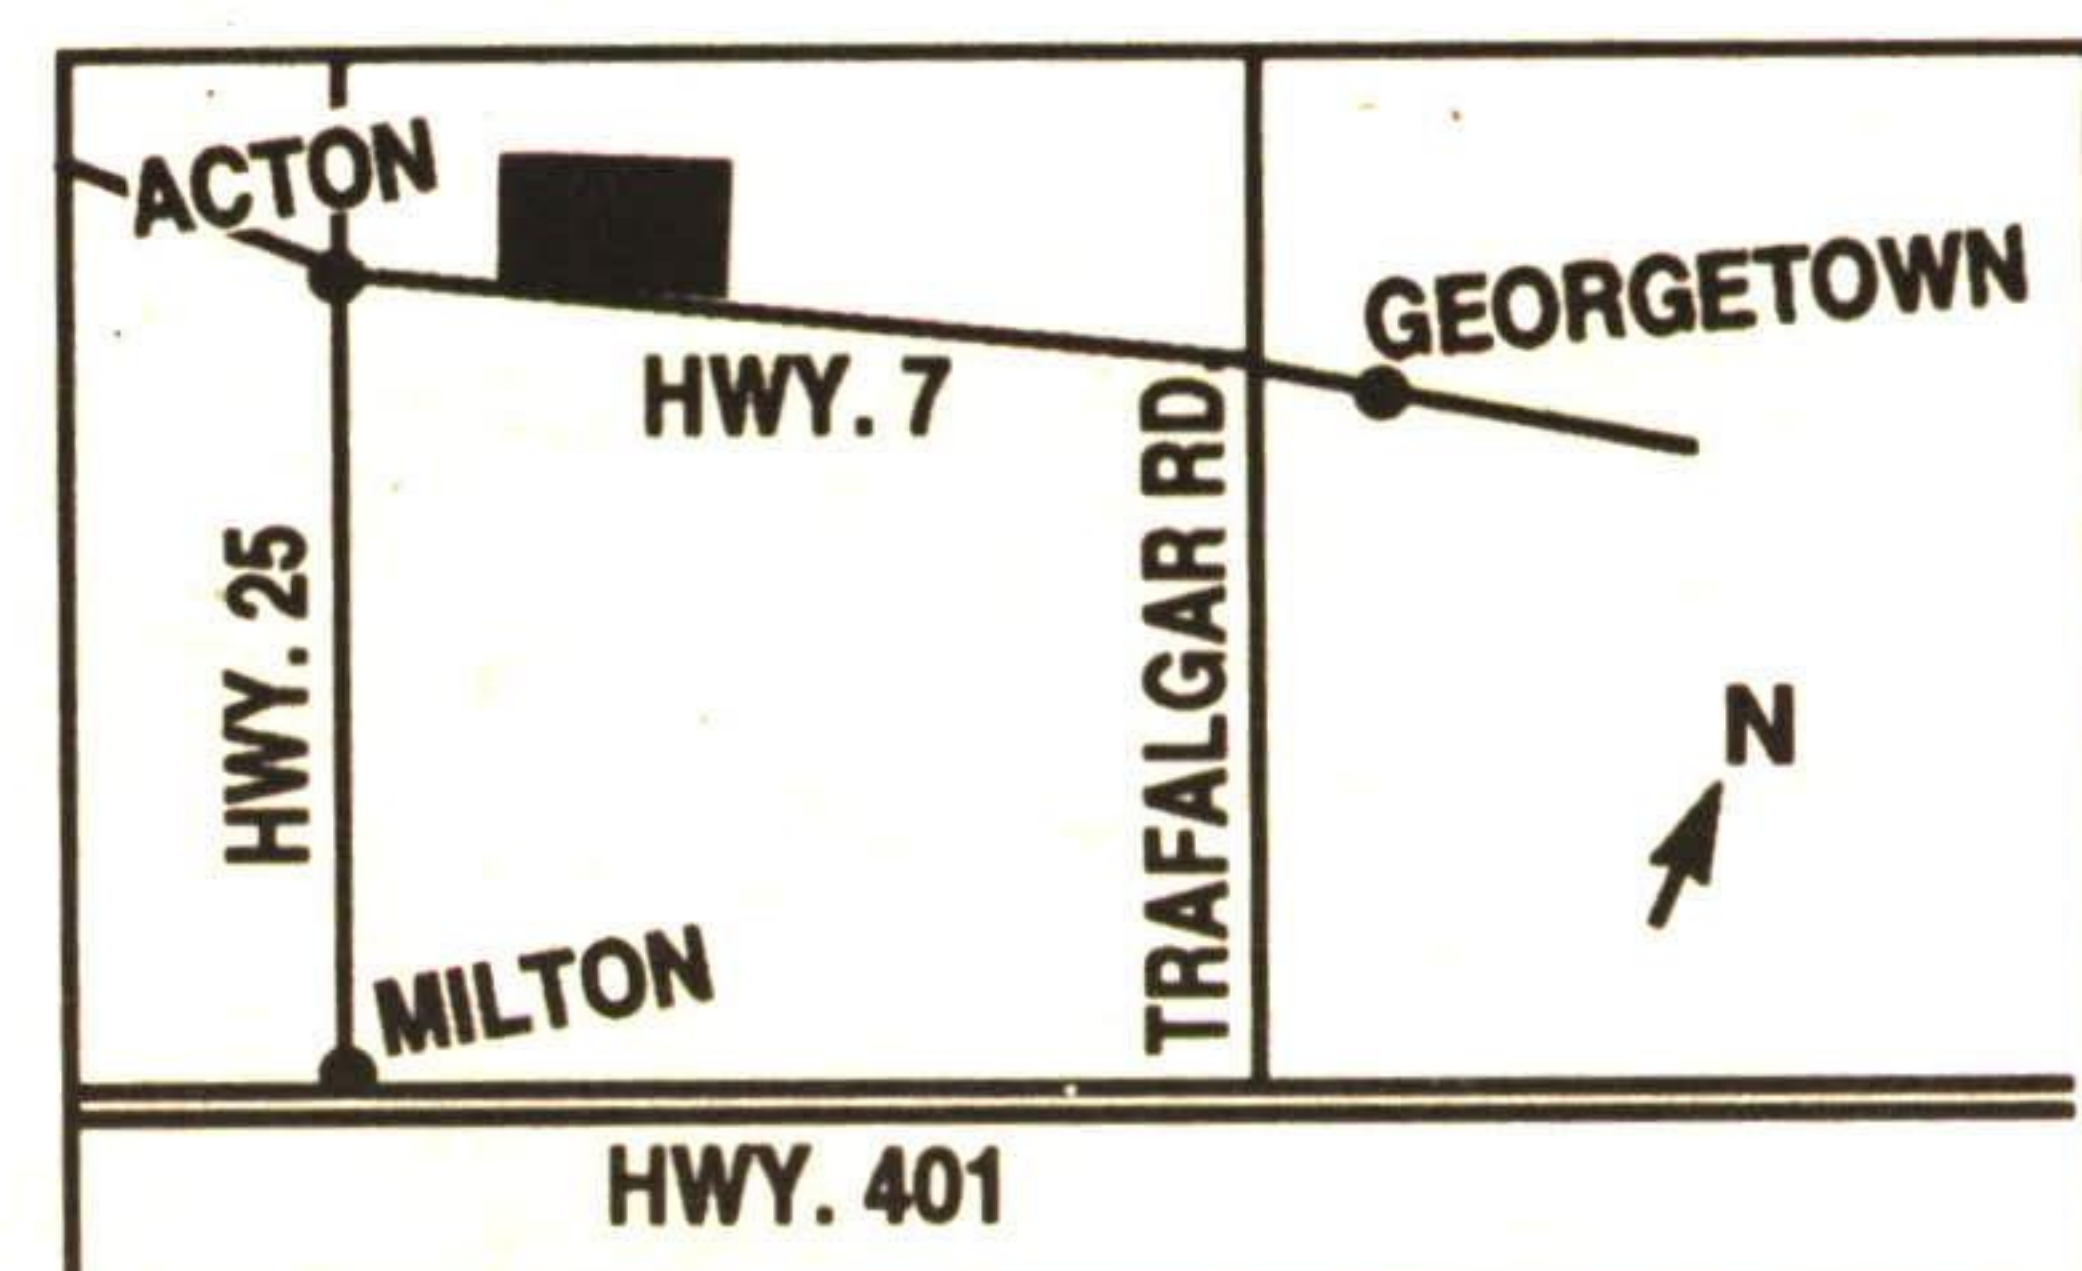 ACTON
GEORGETOWN
HWY. 7
TRAFALGAR RD.
HWY. 25
N
MILTON
HWY. 401